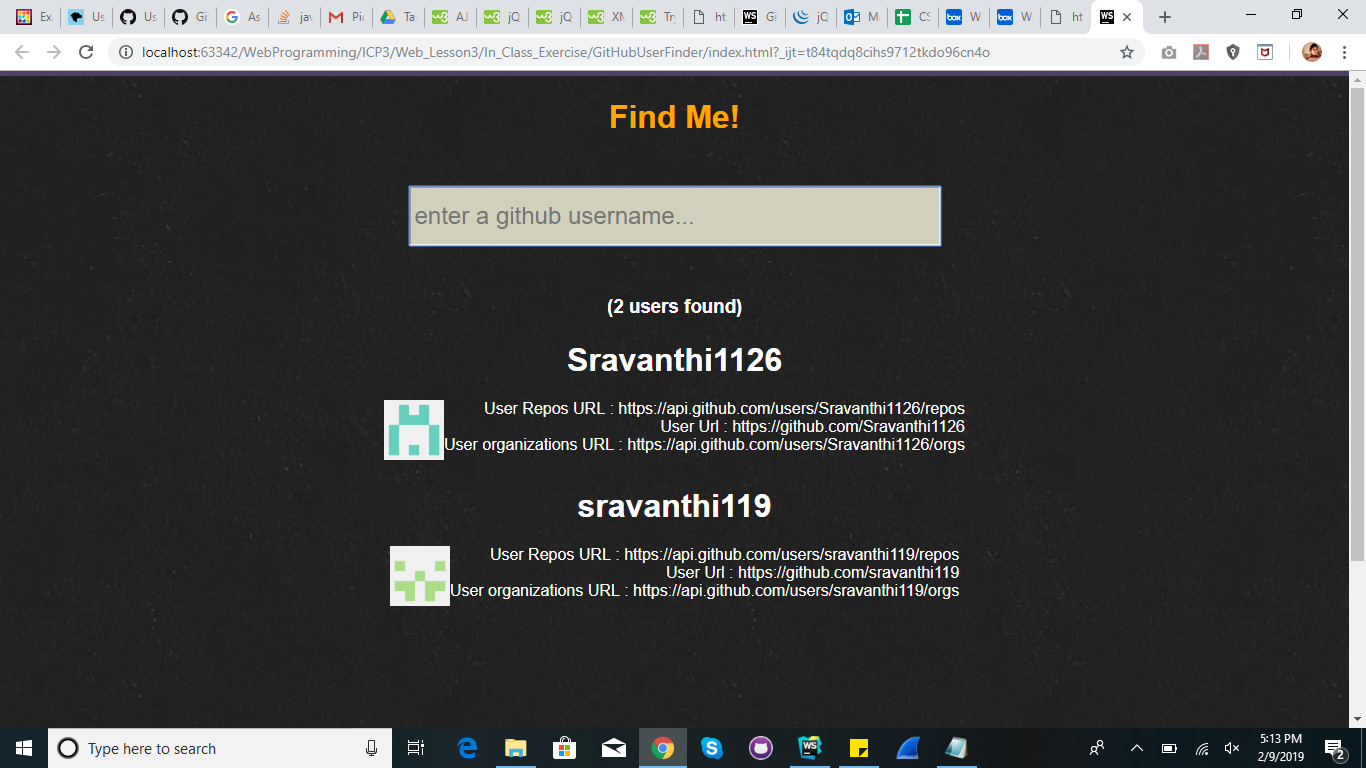 Ex
Us
Us
Gi
As
jav
Pic
Ta
AJ
jQ
jQ
XM
Try
ht
Gi
jQ
M
CS
W
W
ht
localhost:63342/WebProgramming/ICP3/Web_Lesson3/In_Class_Exercise/GitHubUserFinder/index.html?_ijt=t84tqdq8cihs9712tkdo96cn4o
Find Me!
enter a github username...
(2 users found)
Sravanthi1126
User Repos URL : https://api.github.com/users/Sravanthi1126/repos
User Url : https://github.com/Sravanthi1126
User organizations URL : https://api.github.com/users/Sravanthi1126/orgs
sravanthi119
User Repos URL : https://api.github.com/users/sravanthi119/repos
User Url : https://github.com/sravanthi119
User organizations URL : https://api.github.com/users/sravanthi119/orgs
Type here to search
5:13 PM
2/9/2019
2